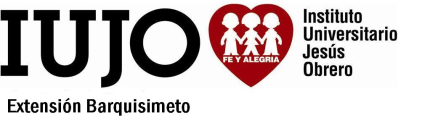 IUJO
FE Y ALEGRIA
Instituto
Universitario
Jesús
Obrero
Extensión Barquisimeto